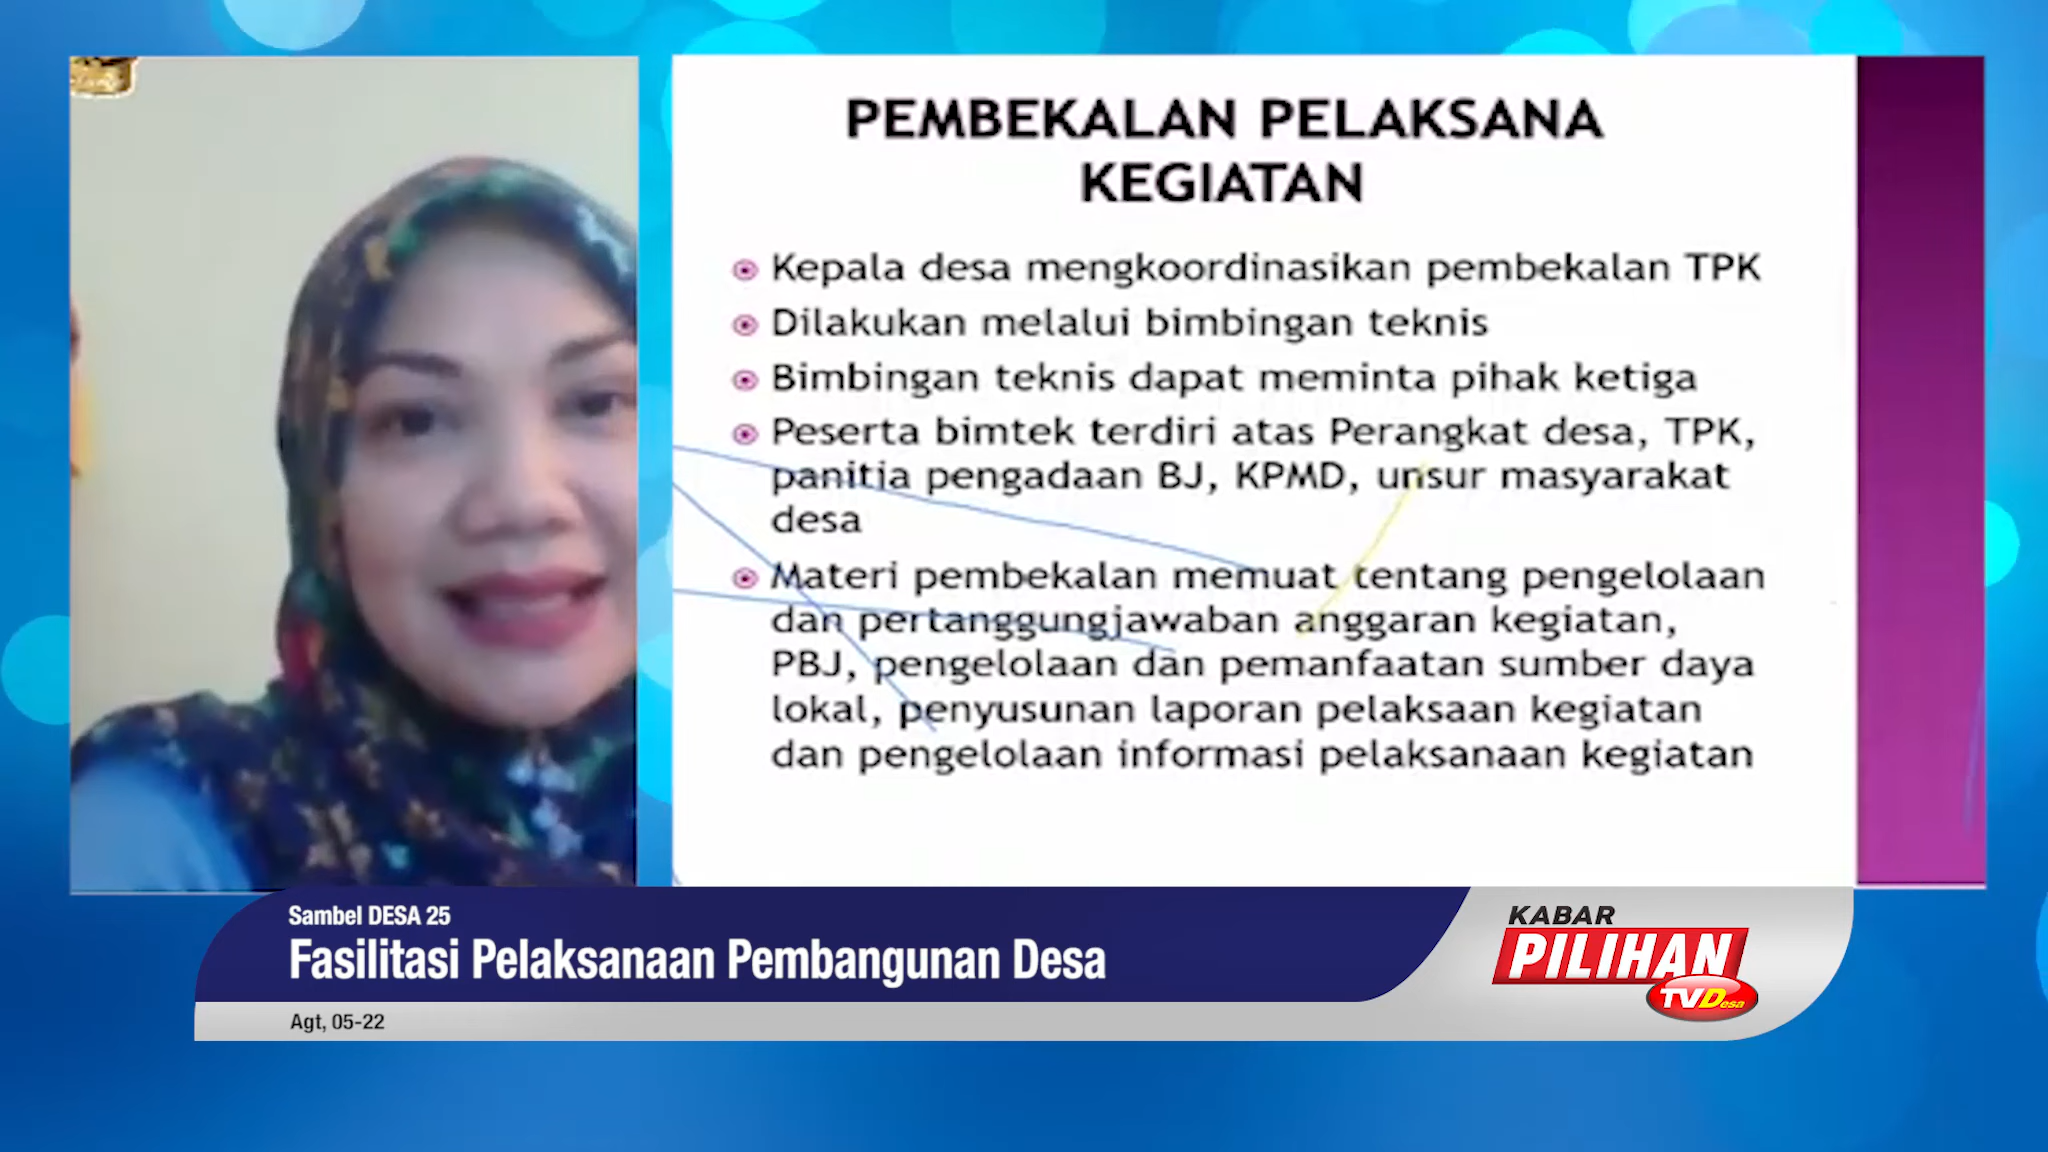 PEMBEKALAN PELAKSANA
KEGIATAN
Kepala desa mengkoordinasikan pembekalan TPK
Dilakukan melalui bimbingan teknis
Bimbingan teknis dapat meminta pihak ketiga
Peserta bimtek terdiri atas Perangkat desa, TPK,
panitia pengadaan BJ, KPMD, unsur masyarakat
desa
Materi pembekalan memuat tentang pengelolaan
dan pertanggungjawaban anggaran kegiatan,
PBJ, pengelolaan dan pemanfaatan sumber daya
lokal, penyusunan laporan pelaksaan kegiatan
dan pengelolaan informasi pelaksanaan kegiatan
Sambel DESA 25
Fasilitasi Pelaksanaan Pembangunan Desa
Agt, 05-22
KABAR
PILIHAN
TVDesa